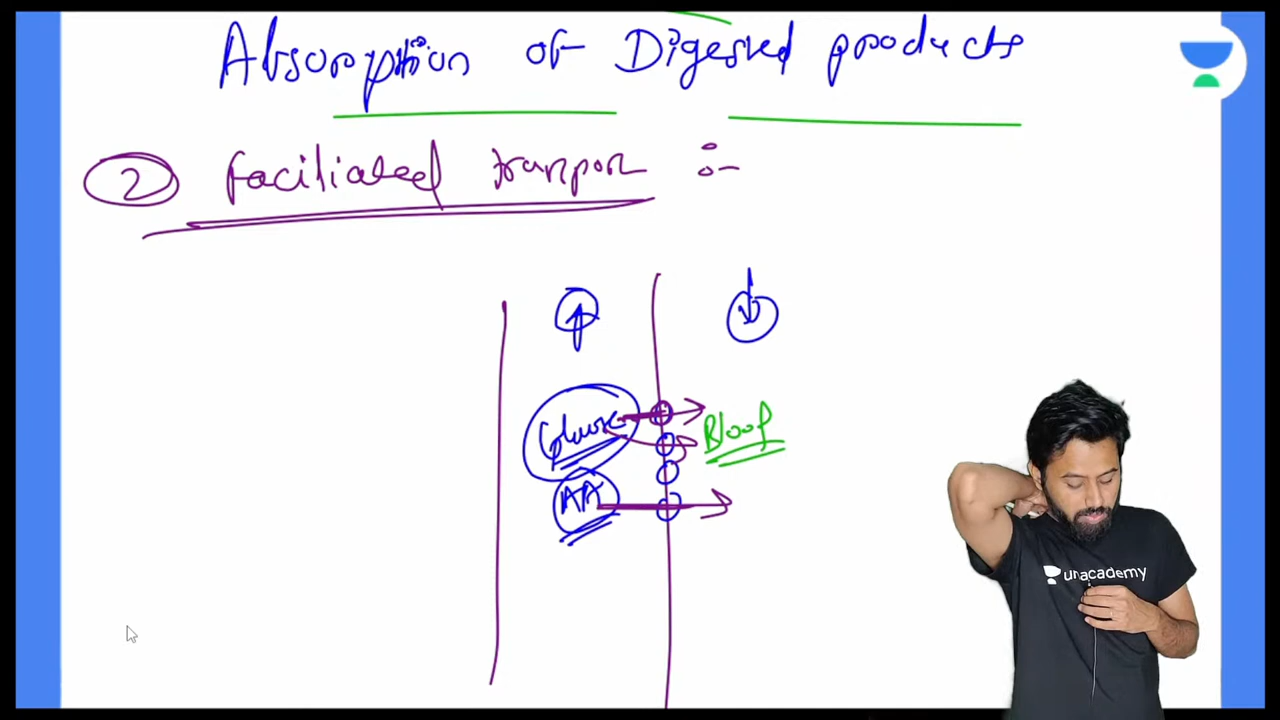 Absorption of Digested products
2 Faciliated transport :-
Glucose
Blood
AA
unacademy